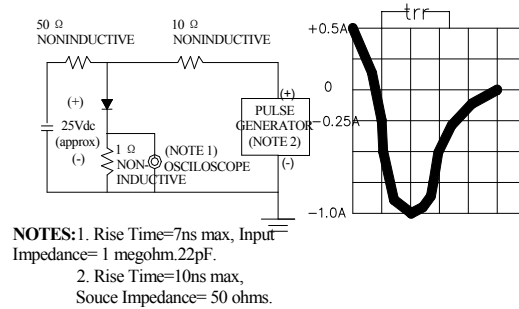 50 Ω
NONINDUCTIVE
10 Ω
NONINDUCTIVE
trr
+0.5A
0
-0.25A
-1.0A
(+)
25Vdc
(approx)
(-)
1 Ω
NON-
INDUCTIVE
(NOTE 1)
OSCILOSCOPE
(+)
PULSE
GENERATOR
(NOTE 2)
(-)
NOTES:1. Rise Time=7ns max, Input
Impedance= 1 megohm.22pF.
2. Rise Time=10ns max,
Souce Impedance= 50 ohms.